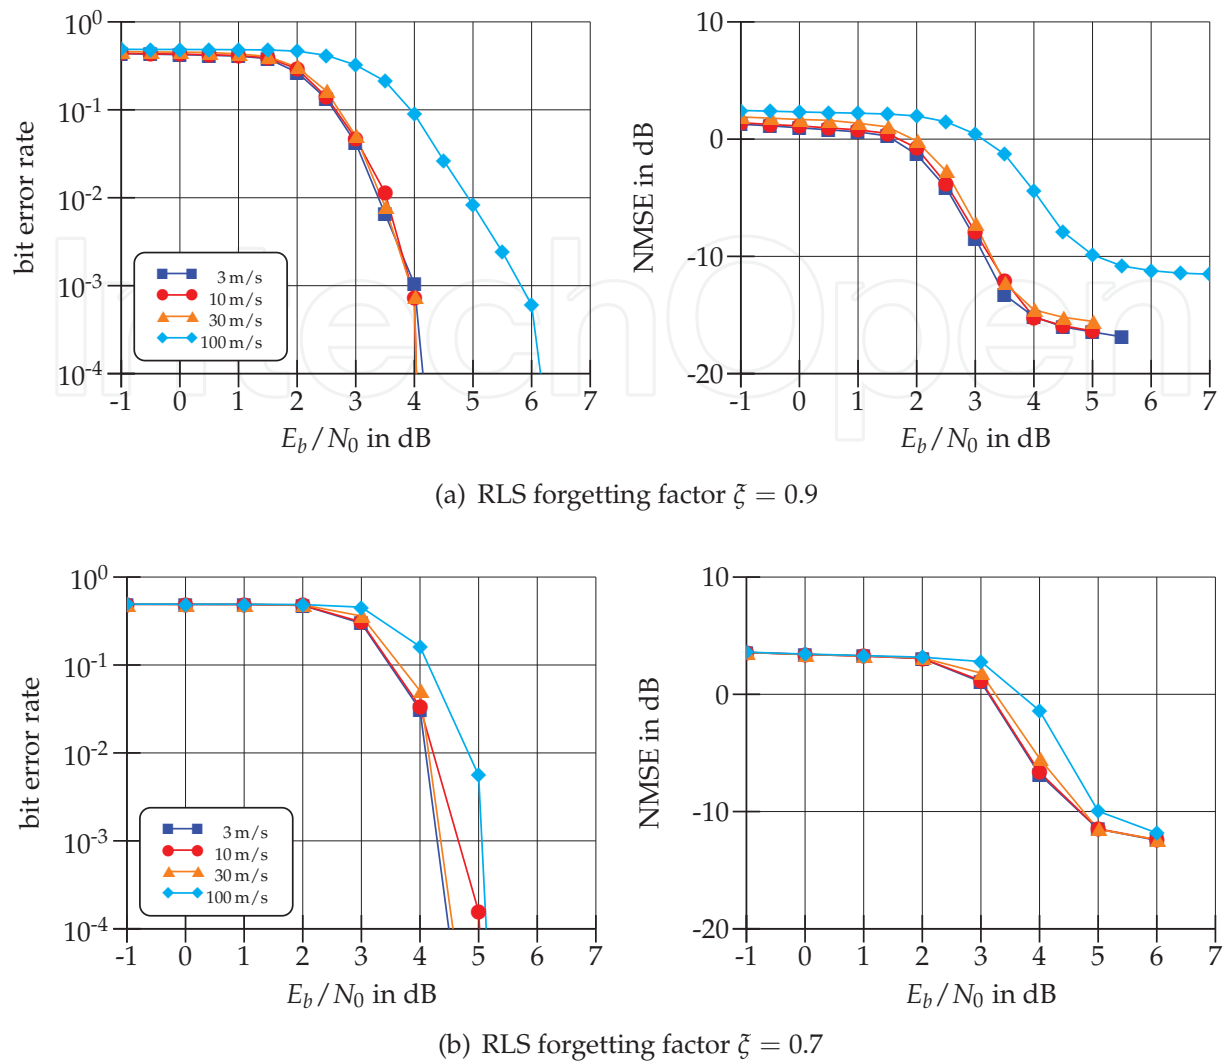 10^0
10^-1
10^-2
10^-3
10^-4
bit error rate
3 m/s
10 m/s
30 m/s
100 m/s
-1 0 1 2 3 4 5 6 7
E_b/N_0 in dB
10
0
-10
-20
NMSE in dB
-1 0 1 2 3 4 5 6 7
E_b/N_0 in dB
InTechOpen
(a) RLS forgetting factor ξ = 0.9
10^0
10^-1
10^-2
10^-3
10^-4
bit error rate
3 m/s
10 m/s
30 m/s
100 m/s
-1 0 1 2 3 4 5 6 7
E_b/N_0 in dB
10
0
-10
-20
NMSE in dB
-1 0 1 2 3 4 5 6 7
E_b/N_0 in dB
(b) RLS forgetting factor ξ = 0.7